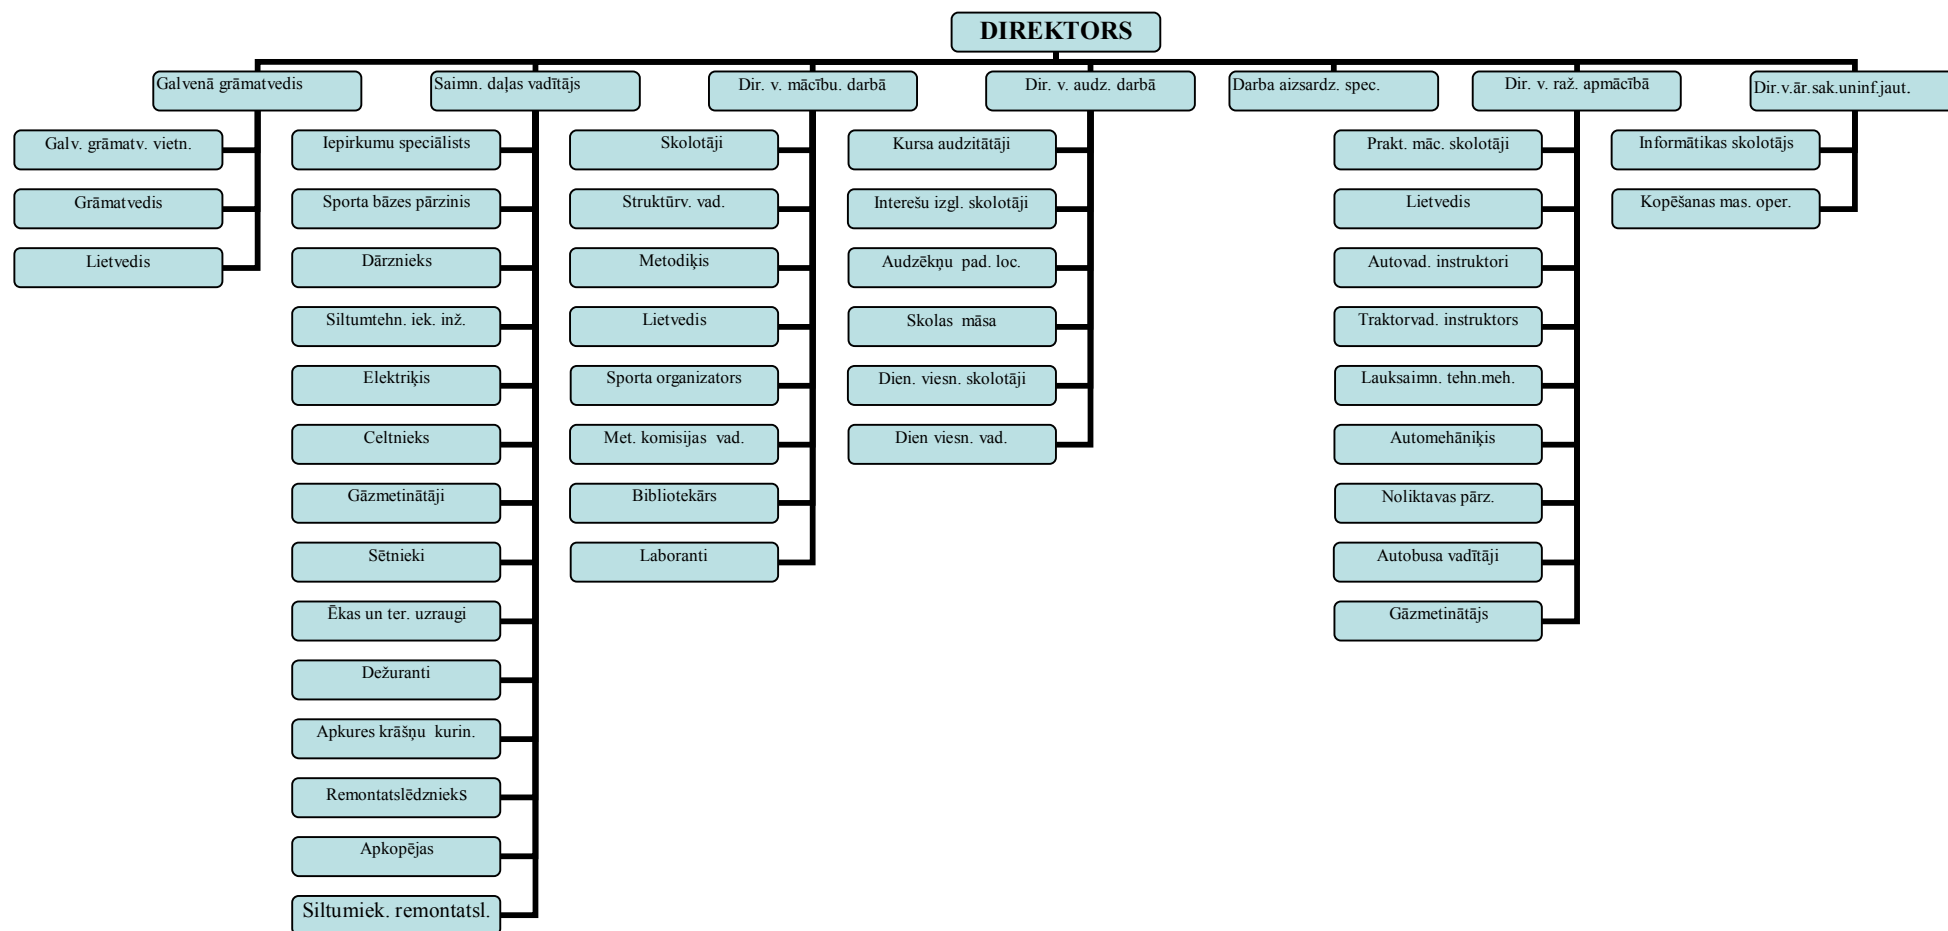 DIREKTORS
Galvenā grāmatvedis
Saimn. daļas vadītājs
Dir. v. mācību. darbā
Dir. v. audz. darbā
Darba aizsardz. spec.
Dir. v. raž. apmācībā
Dir.v.ār.sak.uninf.jaut.
Galv. grāmatv. vietn.
Grāmatvedis
Lietvedis
Iepirkumu speciālists
Sporta bāzes pārzinis
Dārznieks
Siltumtehn. iek. inž.
Elektriķis
Celtnieks
Gāzmetinātāji
Sētnieki
Ēkas un ter. uzraugi
Dežuranti
Apkures krāšņu kurin.
Remontatslēdznieks
Apkopējas
Siltumiek. remontatsl.
Skolotāji
Struktūrv. vad.
Metodiķis
Lietvedis
Sporta organizators
Met. komisijas vad.
Bibliotekārs
Laboranti
Kursa audzitātāji
Interešu izgl. skolotāji
Audzēkņu pad. loc.
Skolas māsa
Dien. viesn. skolotāji
Dien viesn. vad.
Prakt. māc. skolotāji
Lietvedis
Autovad. instruktori
Traktorvad. instruktors
Lauksaimn. tehn.meh.
Automehāniķis
Noliktavas pārz.
Autobusa vadītāji
Gāzmetinātājs
Informātikas skolotājs
Kopēšanas mas. oper.